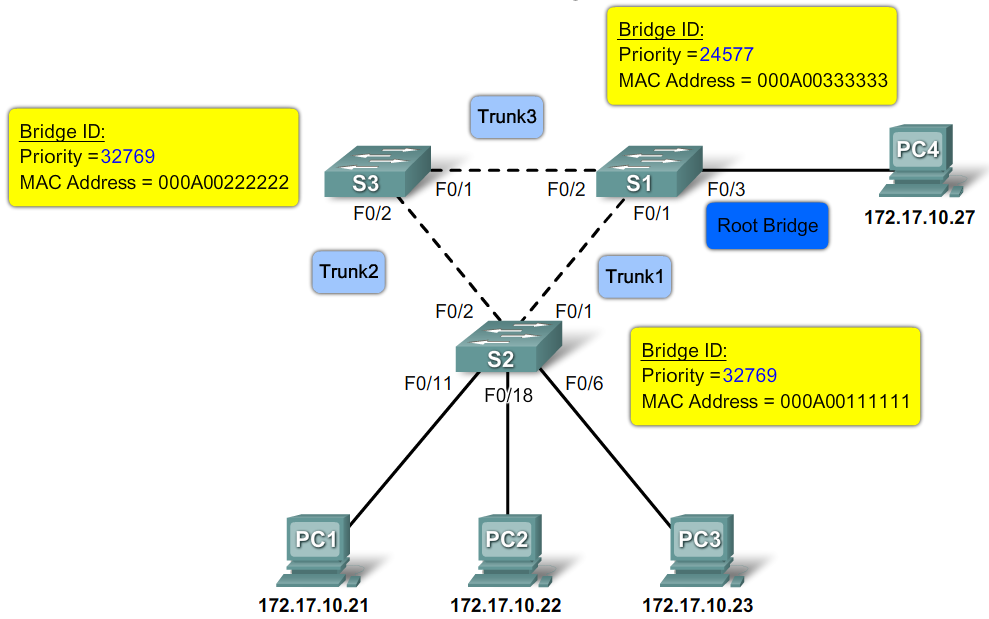 Bridge ID:
Priority =24577
MAC Address = 000A00333333
Trunk3
Bridge ID:
Priority =32769
MAC Address = 000A00222222
PC4
S3
S1
F0/1
F0/2
F0/3
F0/2
F0/1
172.17.10.27
Root Bridge
Trunk2
Trunk1
F0/2
F0/1
S2
Bridge ID:
Priority =32769
MAC Address = 000A00111111
F0/11
F0/18
F0/6
PC1
PC2
PC3
172.17.10.21
172.17.10.22
172.17.10.23